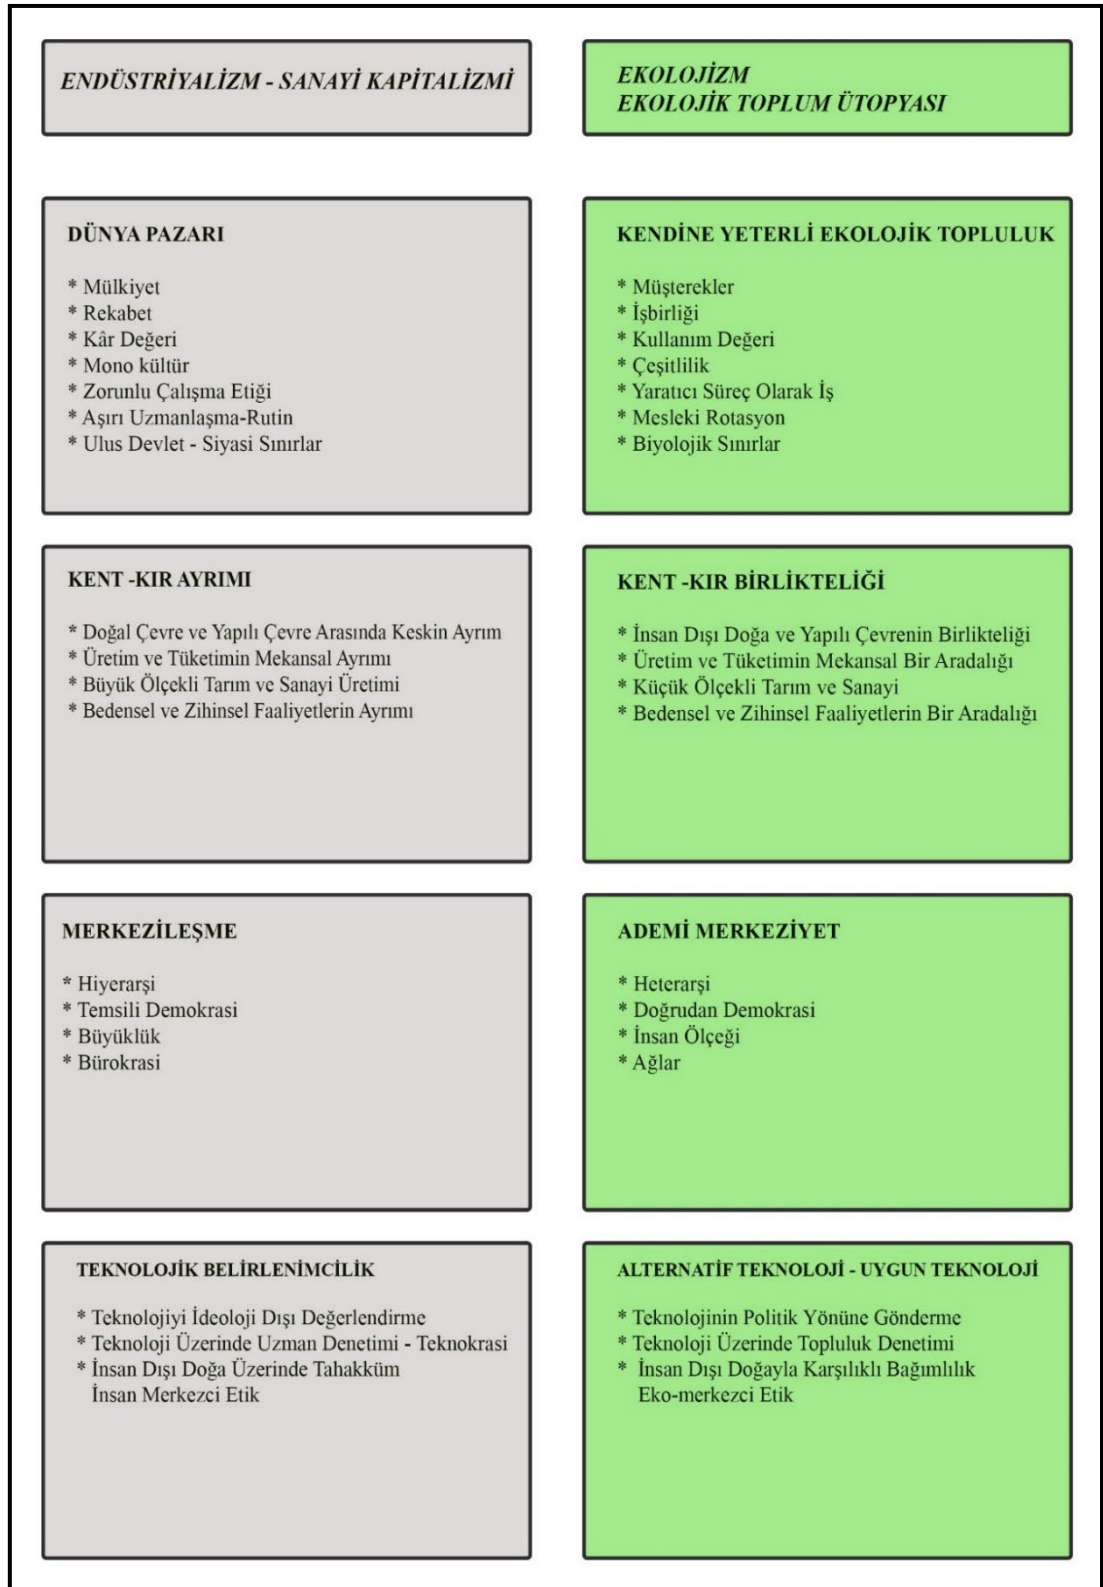 ENDÜSTRİYALİZM - SANAYİ KAPİTALİZMİ
EKOLOJİZM
EKOLOJİK TOPLUM ÜTOPYASI
DÜNYA PAZARI
* Mülkiyet
* Rekabet
* Kâr Değeri
* Mono kültür
* Zorunlu Çalışma Etiği
* Aşırı Uzmanlaşma-Rutin
* Ulus Devlet - Siyasi Sınırlar
KENDİNE YETERLİ EKOLOJİK TOPLULUK
* Müşterekler
* İşbirliği
* Kullanım Değeri
* Çeşitlilik
* Yaratıcı Süreç Olarak İş
* Mesleki Rotasyon
* Biyolojik Sınırlar
KENT -KIR AYRIMI
* Doğal Çevre ve Yapılı Çevre Arasında Keskin Ayrım
* Üretim ve Tüketimin Mekansal Ayrımı
* Büyük Ölçekli Tarım ve Sanayi Üretimi
* Bedensel ve Zihinsel Faaliyetlerin Ayrımı
KENT -KIR BİRLİKTELİĞİ
* İnsan Dışı Doğa ve Yapılı Çevrenin Birlikteliği
* Üretim ve Tüketimin Mekansal Bir Aradalığı
* Küçük Ölçekli Tarım ve Sanayi
* Bedensel ve Zihinsel Faaliyetlerin Bir Aradalığı
MERKEZİLEŞME
* Hiyerarşi
* Temsili Demokrasi
* Büyüklük
* Bürokrasi
ADEMİ MERKEZİYET
* Heterarşi
* Doğrudan Demokrasi
* İnsan Ölçeği
* Ağlar
TEKNOLOJİK BELİRLENİMCİLİK
* Teknolojiyi İdeoloji Dışı Değerlendirme
* Teknoloji Üzerinde Uzman Denetimi - Teknokrasi
* İnsan Dışı Doğa Üzerinde Tahakküm
İnsan Merkezci Etik
ALTERNATİF TEKNOLOJİ - UYGUN TEKNOLOJİ
* Teknolojinin Politik Yönüne Gönderme
* Teknoloji Üzerinde Topluluk Denetimi
* İnsan Dışı Doğayla Karşılıklı Bağımlılık
Eko-merkezci Etik